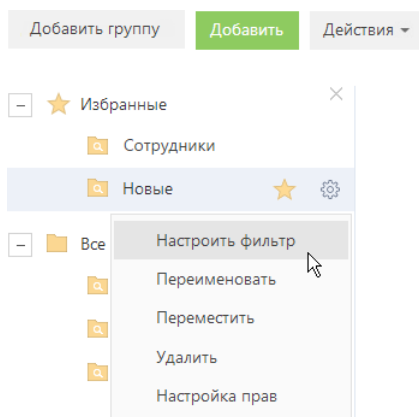 Добавить группу Добавить Действия
Избранные
Сотрудники
Новые
Все
Настроить фильтр
Переименовать
Переместить
Удалить
Настройка прав